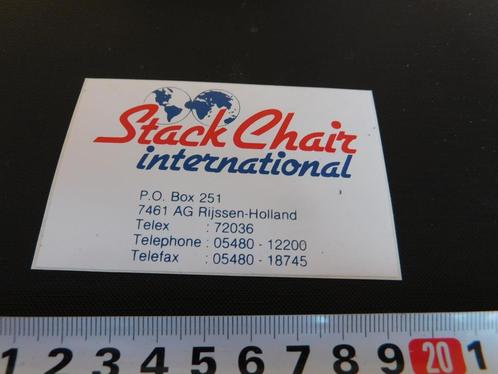 Stack Chair
international
P.O. Box 251
7461 AG Rijssen-Holland
Telex : 72036
Telephone : 05480 - 12200
Telefax : 05480 - 18745
1 2 3 4 5 6 7 8 9 20 1